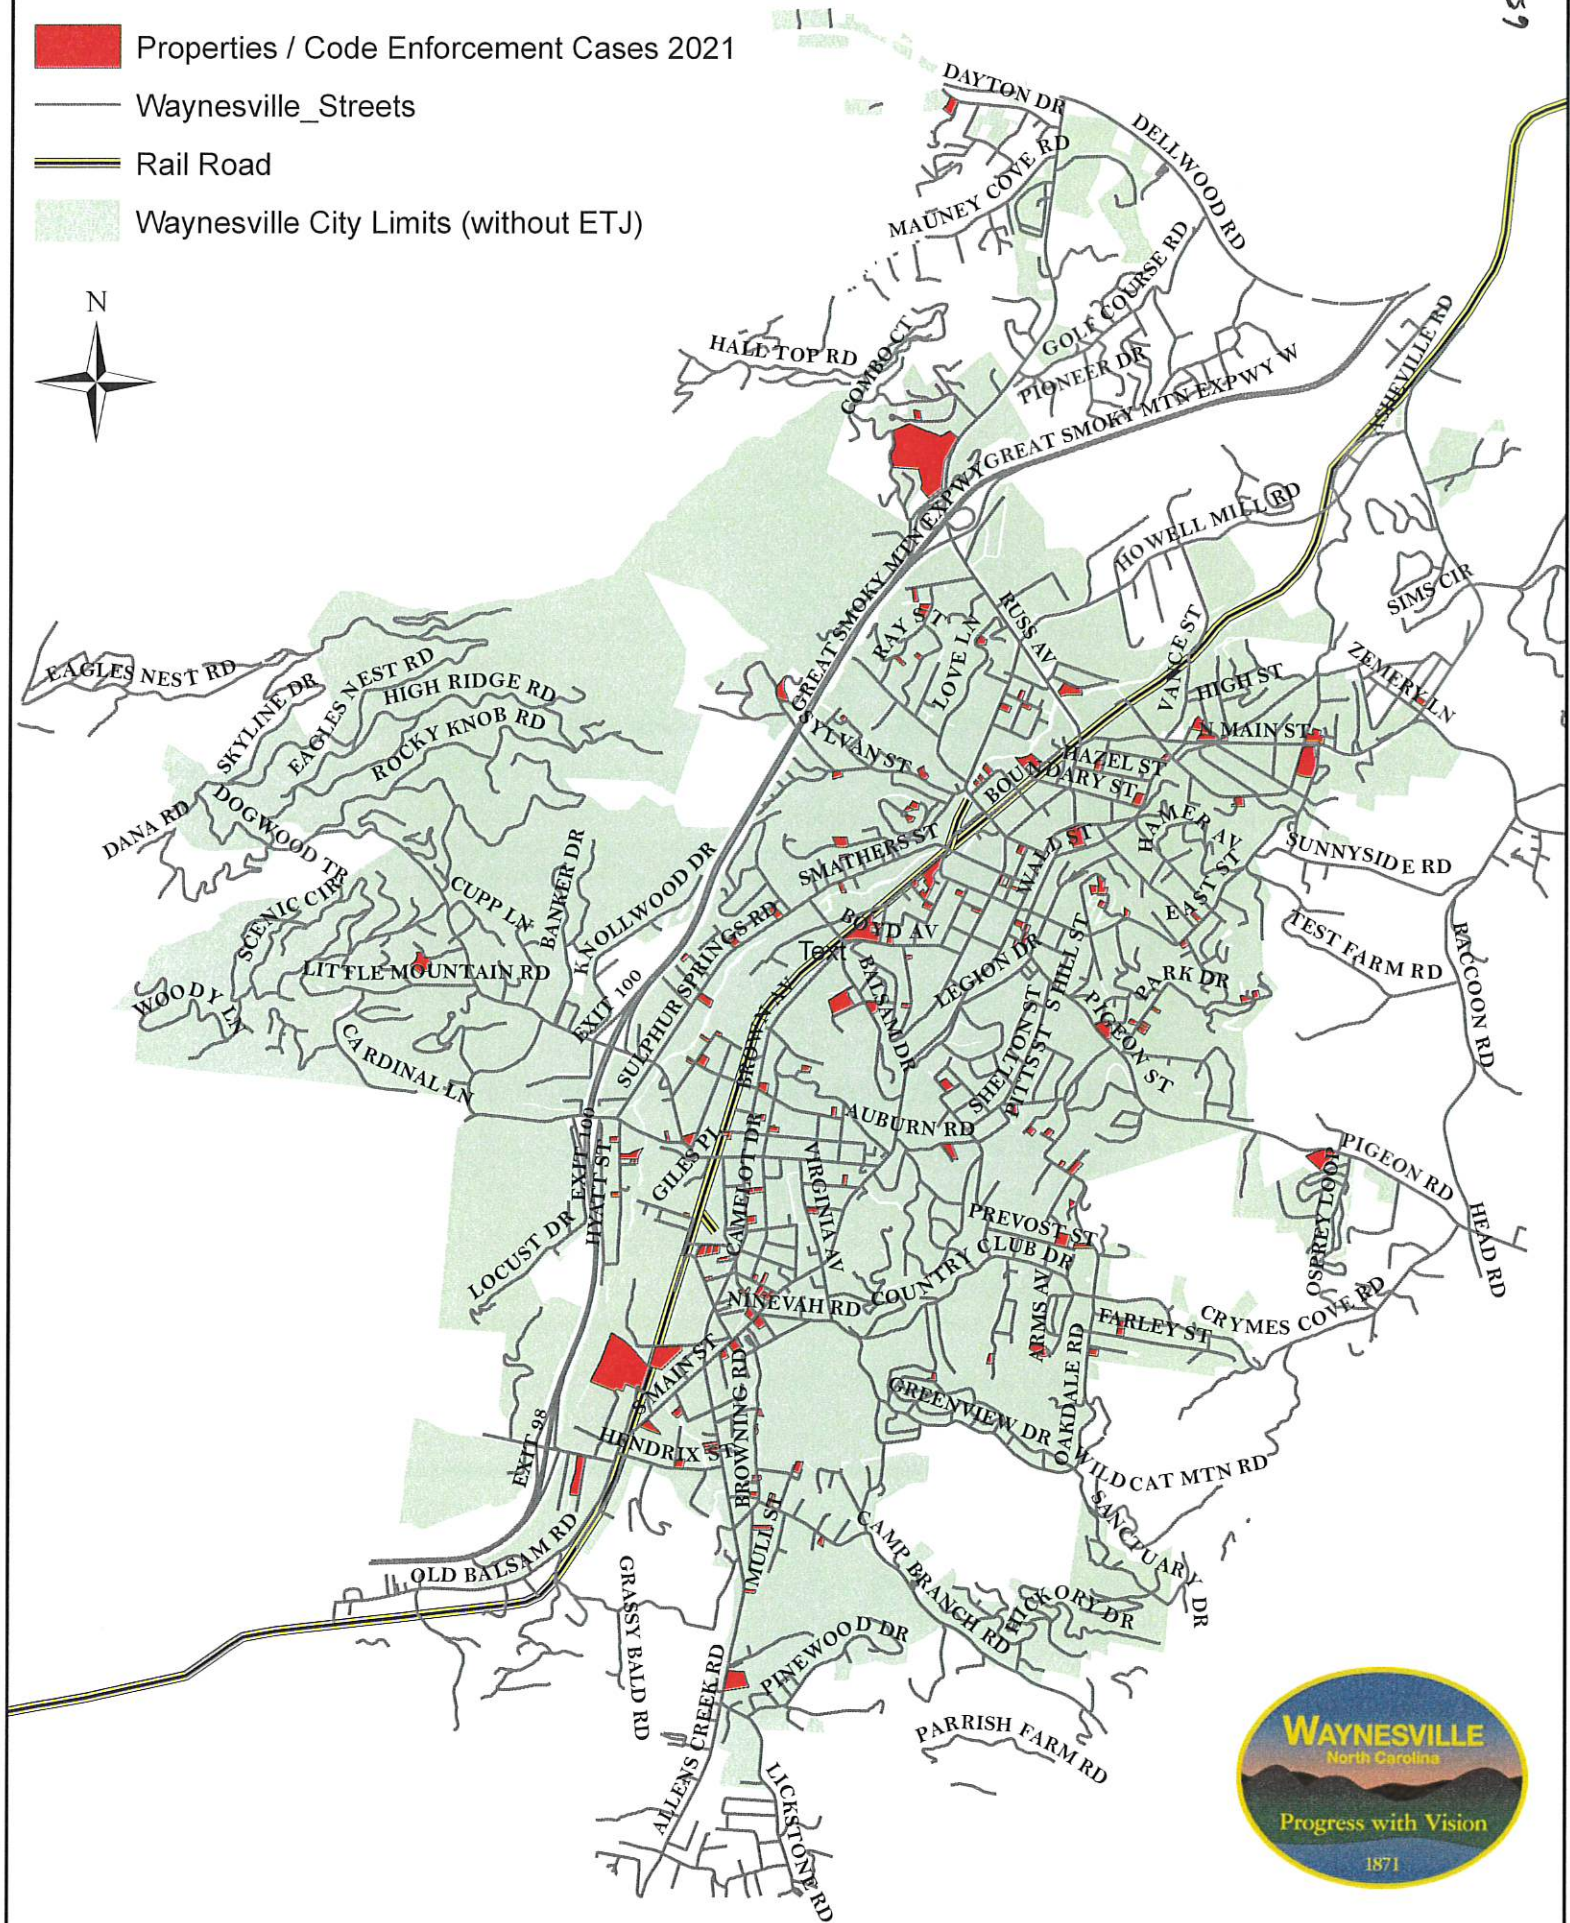 59
Properties / Code Enforcement Cases 2021
Waynesville_Streets
Rail Road
Waynesville City Limits (without ETJ)
N
DAYTON DR
DELLWOOD RD
MAUNEY COVE RD
GOLF COURSE RD
HALL TOP RD
COMBO CT
PIONEER DR
GREAT SMOKY MTN EXPWY W
ASHEVILLE RD
GREAT SMOKY MTN EXPWY
HOWELL MILL RD
SIMS CIR
RUSS AV
RAY ST
LOVE LN
VANCE ST
HIGH ST
ZEMERY LN
EAGLES NEST RD
SKYLINE DR
EAGLES NEST RD
HIGH RIDGE RD
ROCKY KNOB RD
SYLVAN ST
N MAIN ST
HAZEL ST
BOUNDARY ST
DANA RD
DOGWOOD TR
HAMER AV
SMATHERS ST
WALL ST
SUNNYSIDE RD
SCENIC CIR
CUPP LN
BANKER DR
KNOLLWOOD DR
EAST ST
BOYD AV
TEST FARM RD
RACCOON RD
SULPHUR SPRINGS RD
Text
LITTLE MOUNTAIN RD
WOODY LN
BALSAM DR
LEGION DR
S HILL ST
PARK DR
EXIT 100
BROWN AV
SHELTON ST
PITTS ST
PIGEON ST
CARDINAL LN
AUBURN RD
EXIT 100
HYATT ST
GILES PL
CAMELOT DR
VIRGINIA AV
PIGEON RD
OSPREY LOOP
HEAD RD
LOCUST DR
PREVOST ST
COUNTRY CLUB DR
NINEVAH RD
ARMS AV
FARLEY ST
CRYMES COVE RD
S MAIN ST
BROWNING RD
GREENVIEW DR
OAKDALE RD
EXIT 98
HENDRIX ST
WILDCAT MTN RD
SANCTUARY DR
OLD BALSAM RD
MULL ST
CAMP BRANCH RD
HICKORY DR
GRASSY BALD RD
PINEWOOD DR
ALLENS CREEK RD
PARRISH FARM RD
LICKSTONE RD
WAYNESVILLE
North Carolina
Progress with Vision
1871